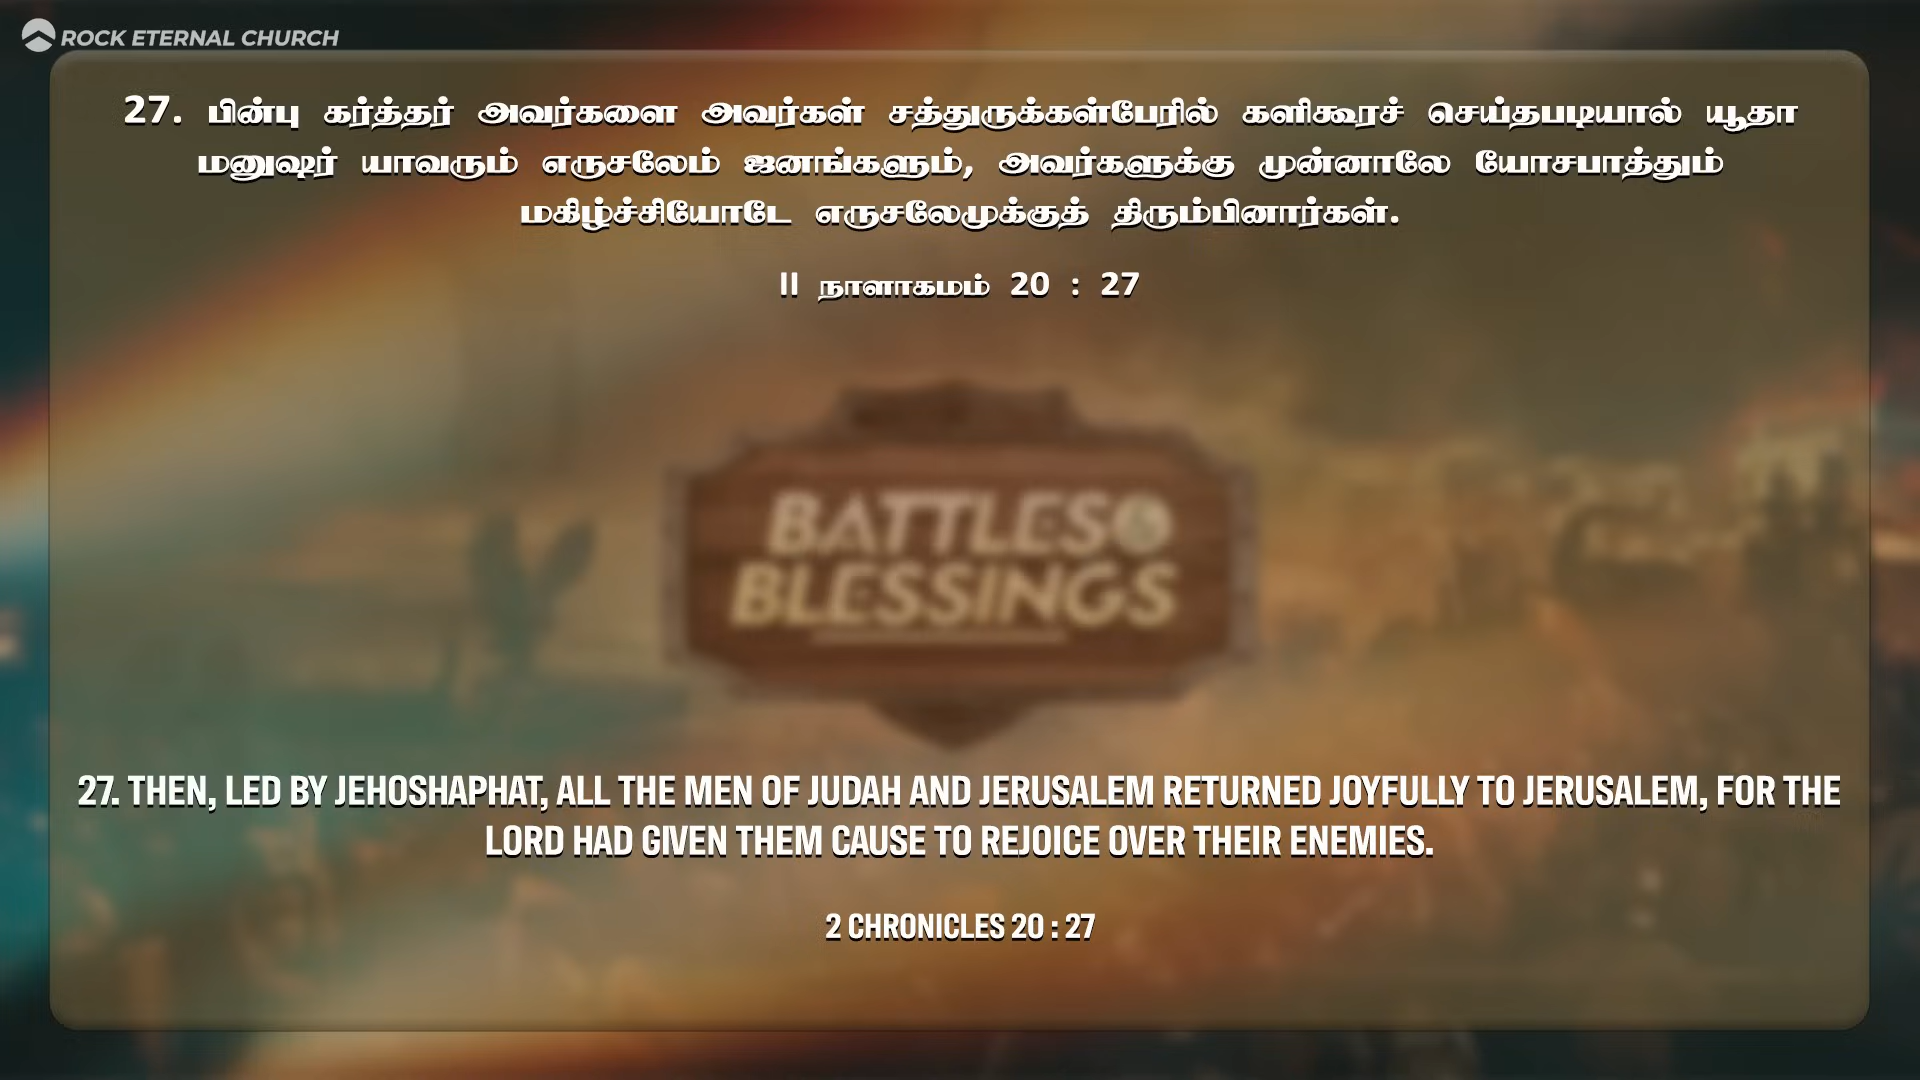 ROCK ETERNAL CHURCH
27. பின்பு கர்த்தர் அவர்களை அவர்கள் சத்துருக்கள்பேரில் களிகூரச் செய்தபடியால் யூதா
மனுஷர் யாவரும் எருசலேம் ஜனங்களும், அவர்களுக்கு முன்னாலே யோசபாத்தும்
மகிழ்ச்சியோடே எருசலேமுக்குத் திரும்பினார்கள்.
II நாளாகமம் 20 : 27
BATTLES &
BLESSINGS
27. THEN, LED BY JEHOSHAPHAT, ALL THE MEN OF JUDAH AND JERUSALEM RETURNED JOYFULLY TO JERUSALEM, FOR THE
LORD HAD GIVEN THEM CAUSE TO REJOICE OVER THEIR ENEMIES.
2 CHRONICLES 20 : 27